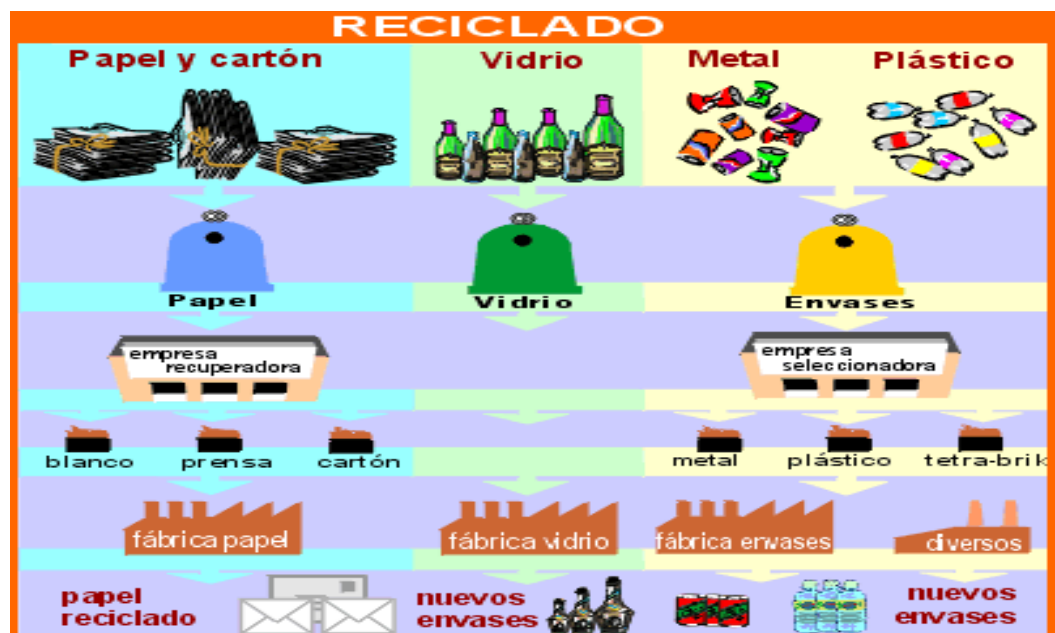 RECICLADO
Papel y cartón
Vidrio
Metal
Plástico
Papel
Vidrio
Envases
empresa
recuperadora
empresa
seleccionadora
blanco
prensa
cartón
metal
plástico
tetra-brik
fábrica papel
fábrica vidrio
fábrica envases
diversos
papel
reciclado
nuevos
envases
nuevos
envases